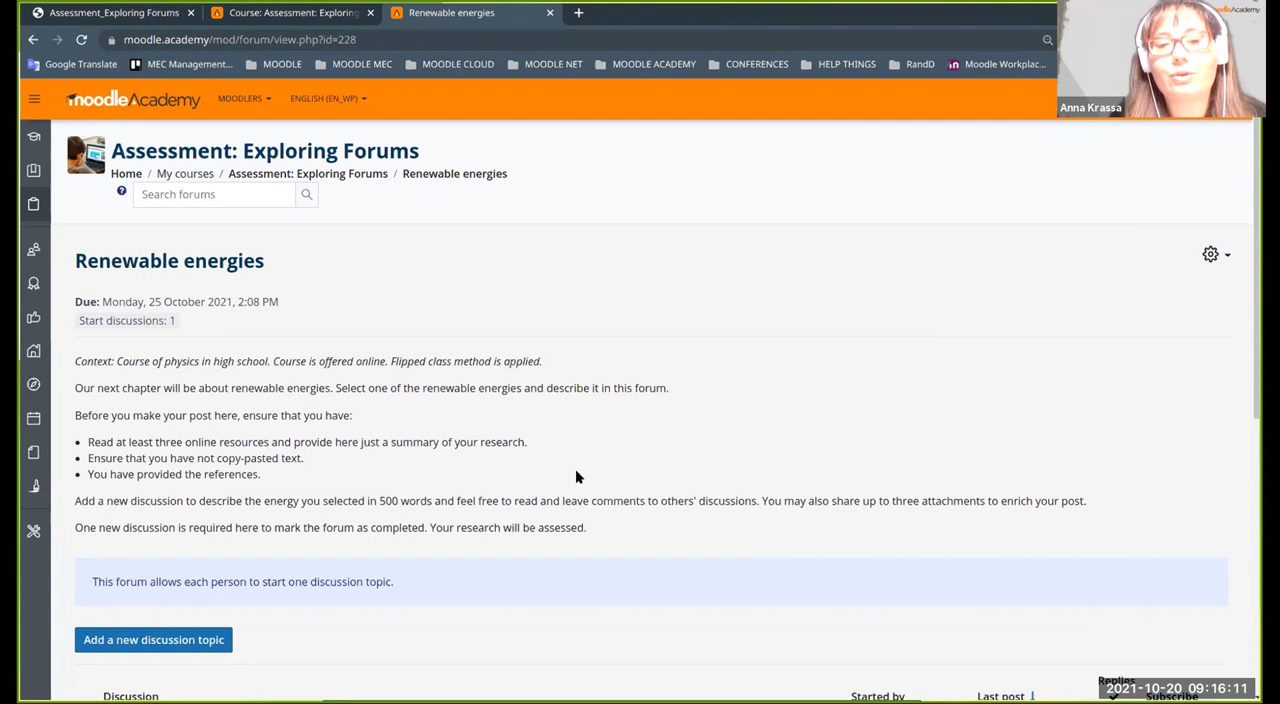 Assessment_Exploring Forums
Course: Assessment: Exploring
Renewable energies
moodle.academy/mod/forum/view.php?id=228
Google Translate
MEC Management...
MOODLE
MOODLE MEC
MOODLE CLOUD
MOODLE NET
MOODLE ACADEMY
CONFERENCES
HELP THINGS
RandD
Moodle Workplac...
Anna Krassa
moodleAcademy
MOODLERS
ENGLISH (EN_WP)
Assessment: Exploring Forums
Home / My courses / Assessment: Exploring Forums / Renewable energies
Search forums
Renewable energies
Due: Monday, 25 October 2021, 2:08 PM
Start discussions: 1
Context: Course of physics in high school. Course is offered online. Flipped class method is applied.
Our next chapter will be about renewable energies. Select one of the renewable energies and describe it in this forum.
Before you make your post here, ensure that you have:
• Read at least three online resources and provide here just a summary of your research.
• Ensure that you have not copy-pasted text.
• You have provided the references.
Add a new discussion to describe the energy you selected in 500 words and feel free to read and leave comments to others' discussions. You may also share up to three attachments to enrich your post.
One new discussion is required here to mark the forum as completed. Your research will be assessed.
This forum allows each person to start one discussion topic.
Add a new discussion topic
Discussion
Started by
Last post ↓
Replies
Subscribe
2021-10-20 09:16:11